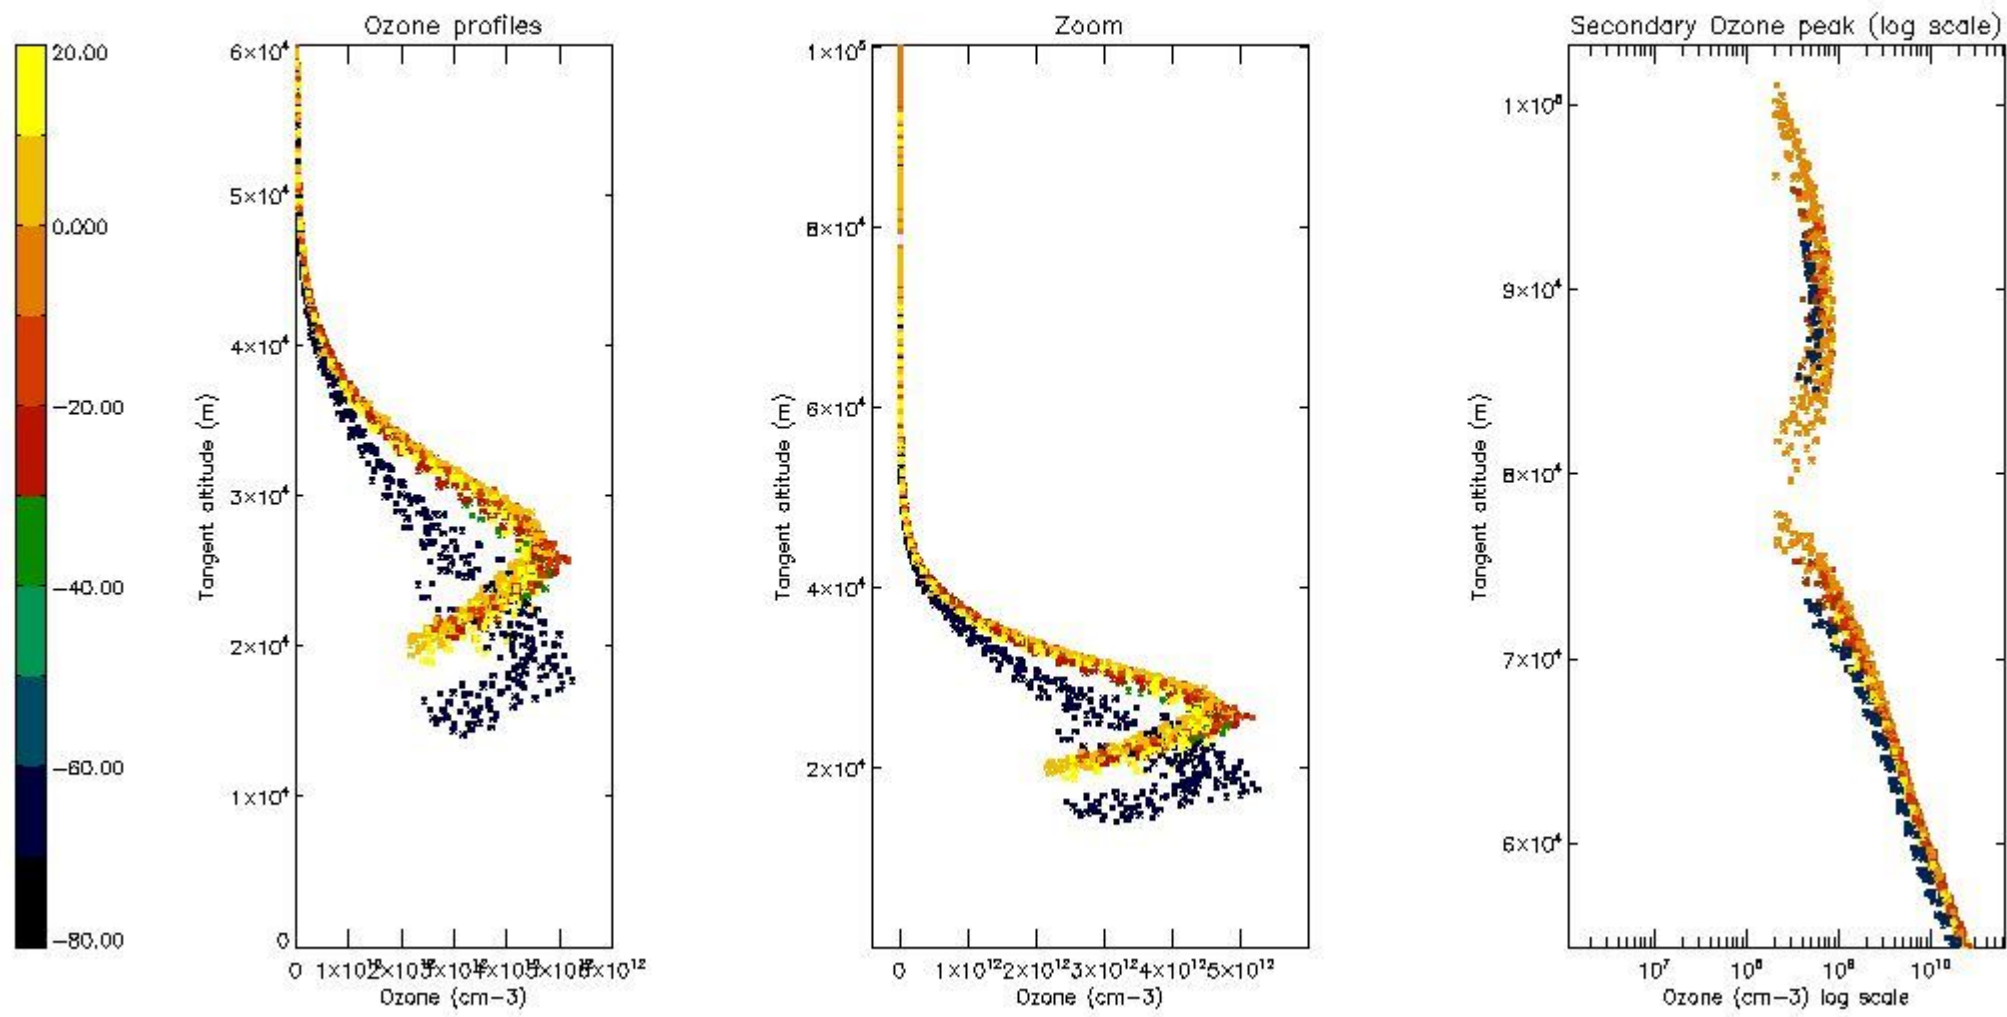 Ozone profiles
Zoom
Secondary Ozone peak (log scale)
20.00
0.000
−20.00
−40.00
−60.00
−80.00
6×10⁴
5×10⁴
4×10⁴
3×10⁴
2×10⁴
1×10⁴
0
Tangent altitude (m)
0 1×10¹²
Ozone (cm−3)
1×10⁵
8×10⁴
6×10⁴
4×10⁴
2×10⁴
Tangent altitude (m)
0 1×10¹² 2×10¹² 3×10¹² 4×10¹² 5×10¹²
Ozone (cm−3)
9×10⁴
8×10⁴
7×10⁴
6×10⁴
Tangent altitude (m)
10⁷ 10¹⁰
Ozone (cm−3) log scale